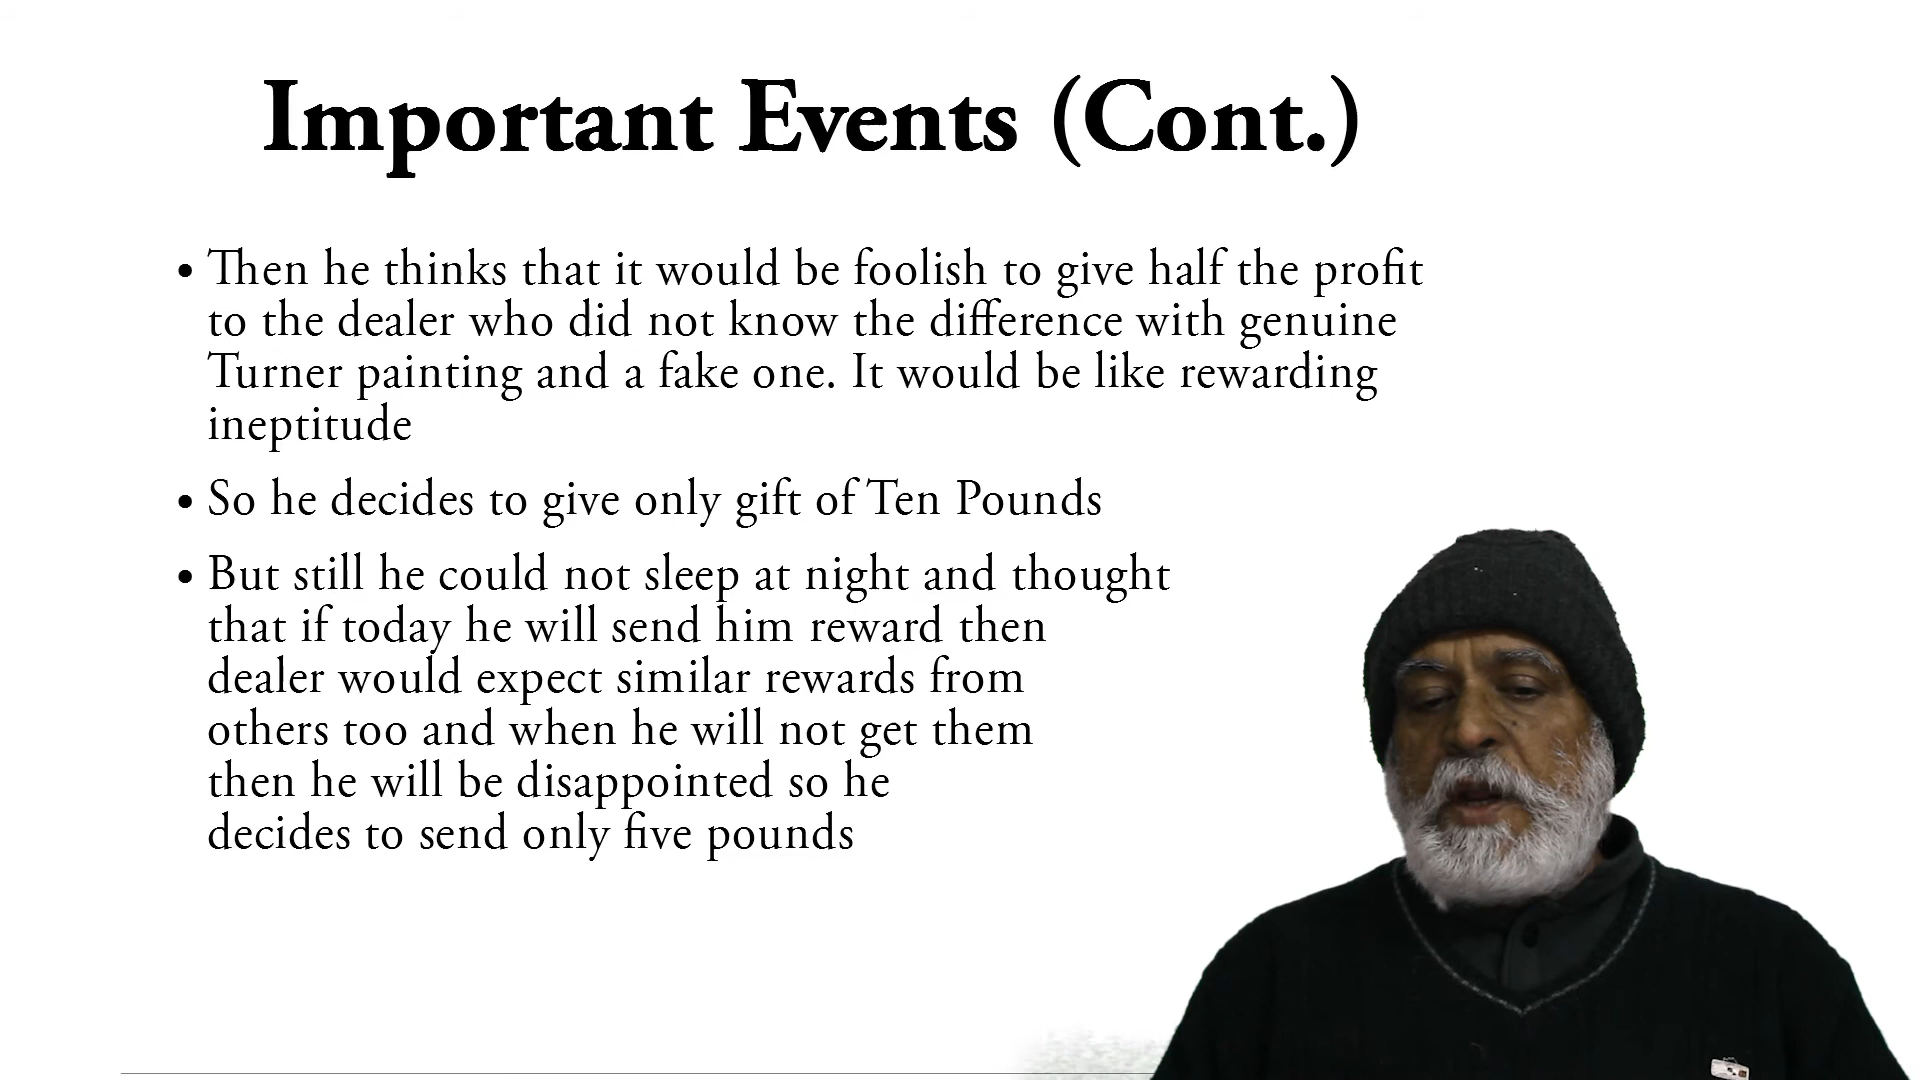 Important Events (Cont.)
• Then he thinks that it would be foolish to give half the profit
to the dealer who did not know the difference with genuine
Turner painting and a fake one. It would be like rewarding
ineptitude
• So he decides to give only gift of Ten Pounds
• But still he could not sleep at night and thought
that if today he will send him reward then
dealer would expect similar rewards from
others too and when he will not get them
then he will be disappointed so he
decides to send only five pounds